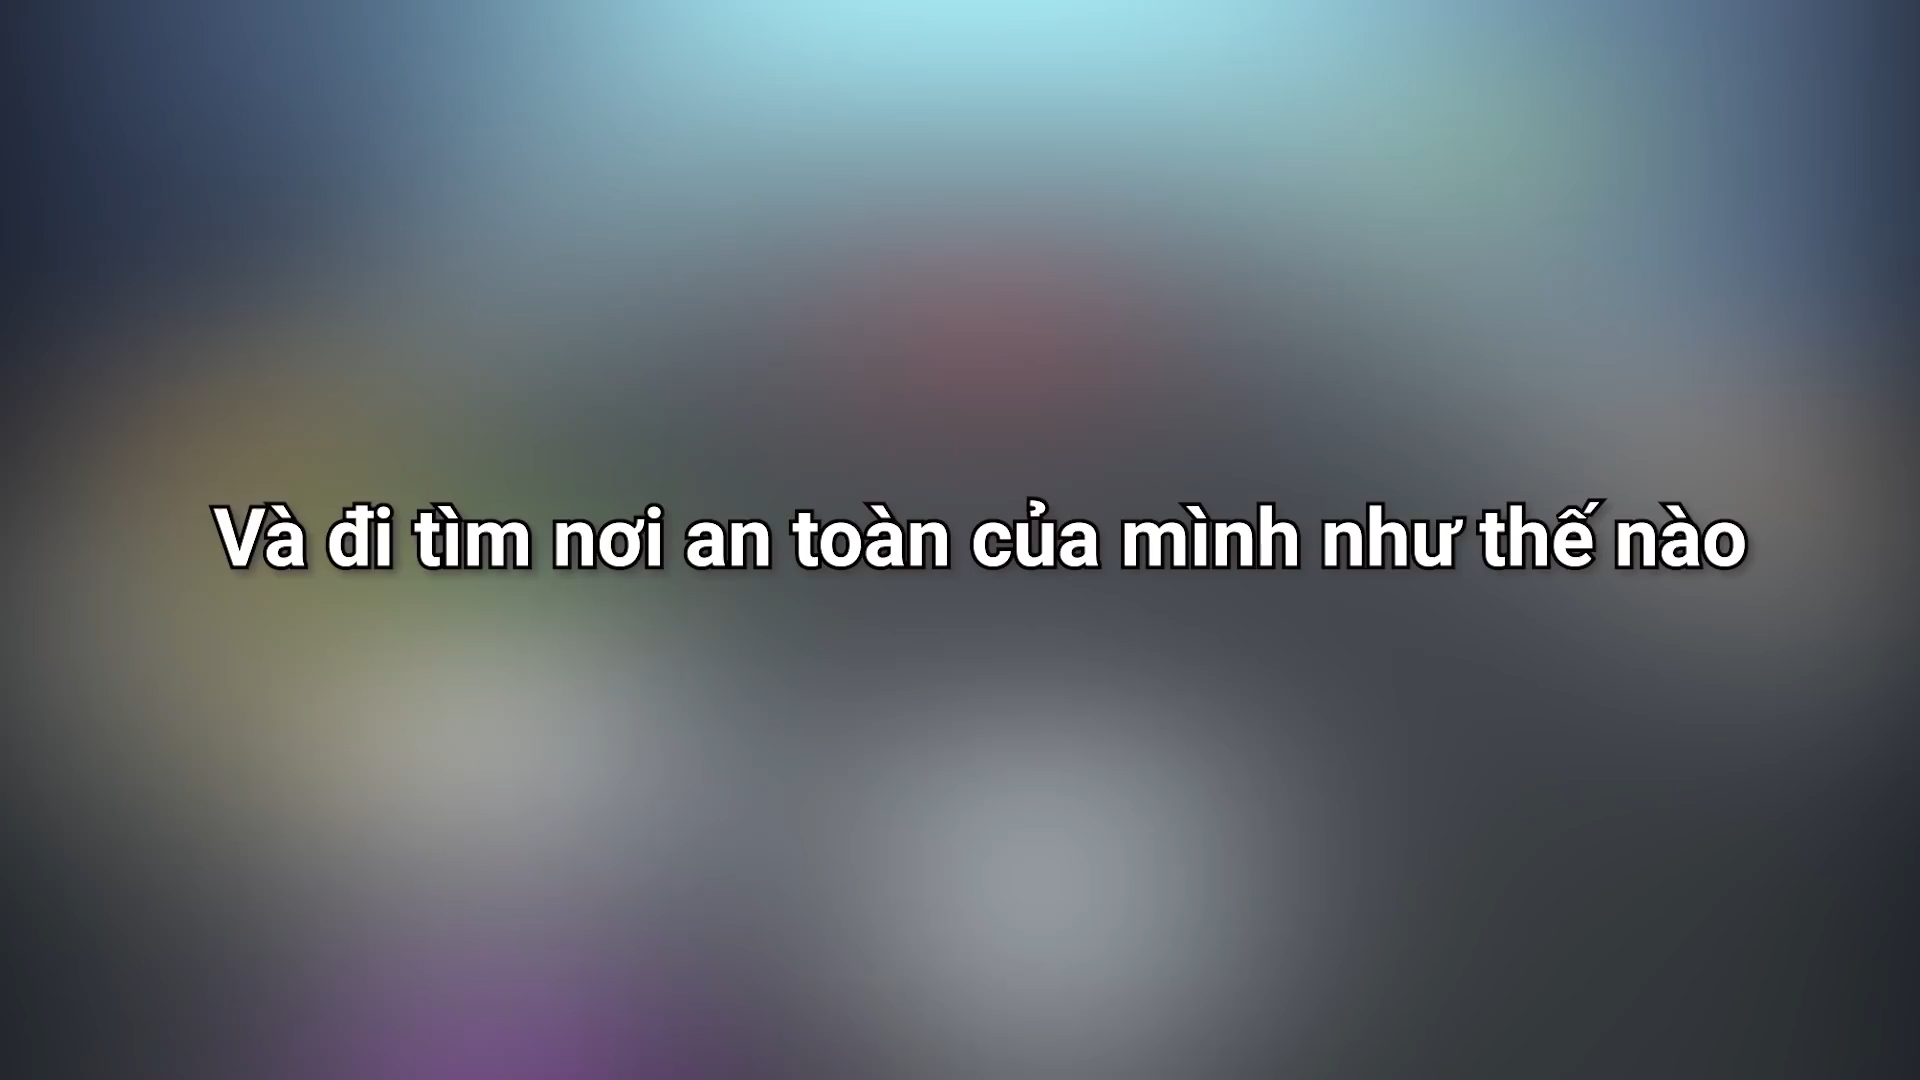 Và đi tìm nơi an toàn của mình như thế nào